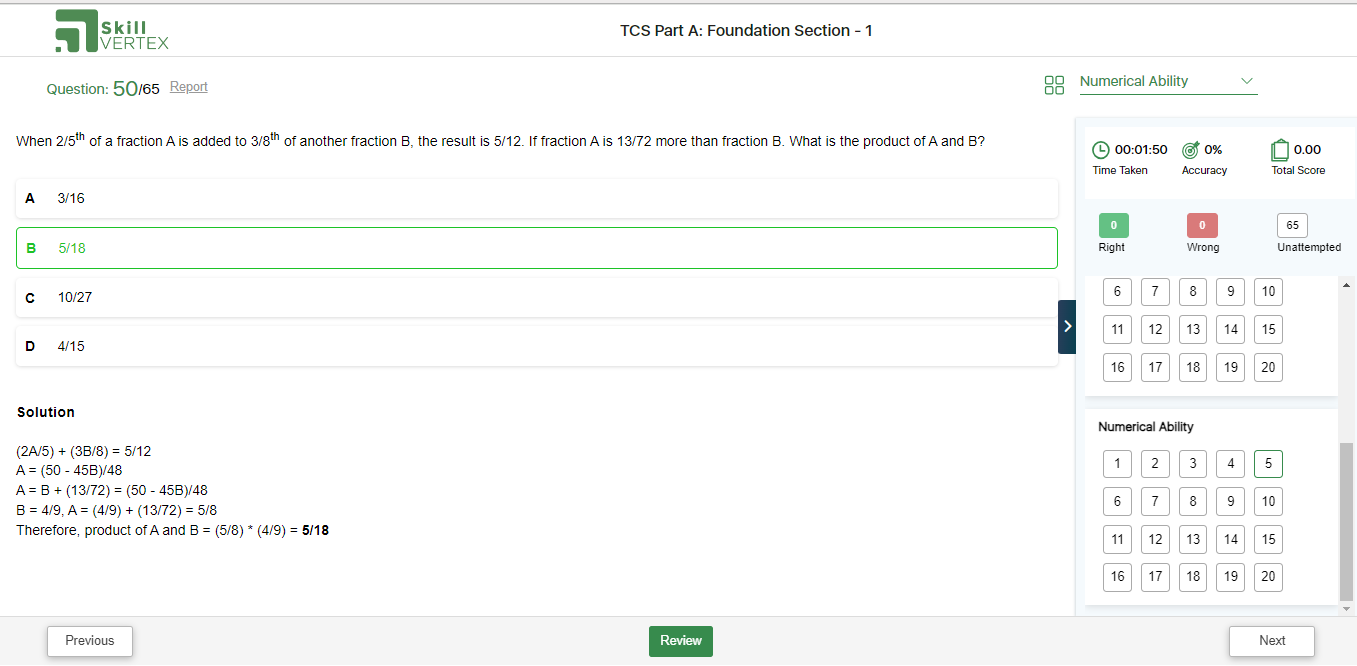 Skill
VERTEX
TCS Part A: Foundation Section - 1
Question: 50/65 Report
Numerical Ability
When 2/5th of a fraction A is added to 3/8th of another fraction B, the result is 5/12. If fraction A is 13/72 more than fraction B. What is the product of A and B?
A 3/16
B 5/18
C 10/27
D 4/15
Solution
(2A/5) + (3B/8) = 5/12
A = (50 - 45B)/48
A = B + (13/72) = (50 - 45B)/48
B = 4/9, A = (4/9) + (13/72) = 5/8
Therefore, product of A and B = (5/8) * (4/9) = 5/18
00:01:50 0% 0.00
Time Taken Accuracy Total Score
0 0 65
Right Wrong Unattempted
6 7 8 9 10
11 12 13 14 15
16 17 18 19 20
Numerical Ability
1 2 3 4 5
6 7 8 9 10
11 12 13 14 15
16 17 18 19 20
Previous Review Next